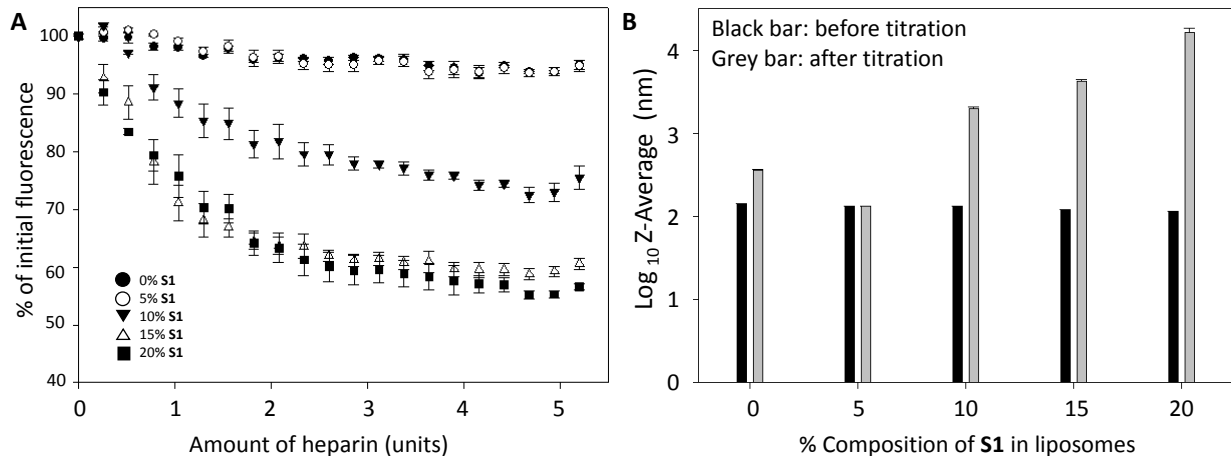 A
% of initial fluorescence
100
90
80
70
60
50
40
0% S1
5% S1
10% S1
15% S1
20% S1
0 1 2 3 4 5
Amount of heparin (units)
B
Black bar: before titration
Grey bar: after titration
Log 10 Z-Average (nm)
4
3
2
1
0
0 5 10 15 20
% Composition of S1 in liposomes